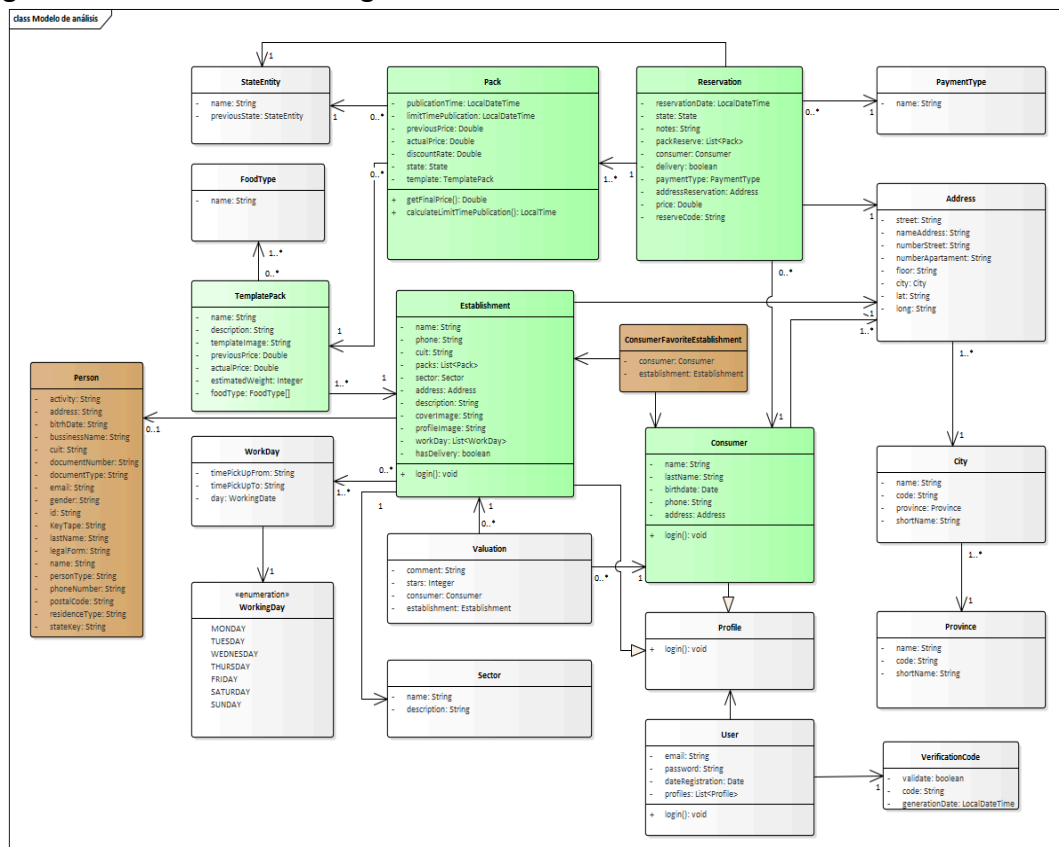 class Modelo de análisis
StateEntity
- name: String
- previousState: StateEntity
Pack
- publicationTime: LocalDateTime
- limitTimePublication: LocalDateTime
- previousPrice: Double
- actualPrice: Double
- discountRate: Double
- state: State
- template: TemplatePack
+ getFinalPrice(): Double
+ calculateLimitTimePublication(): LocalTime
Reservation
- reservationDate: LocalDateTime
- state: State
- notes: String
- packReserve: List<Pack>
- consumer: Consumer
- delivery: boolean
- paymentType: PaymentType
- addressReservation: Address
- price: Double
- reserveCode: String
PaymentType
- name: String
1
1
0..*
0..*
1
1..*
1
0..*
1
FoodType
- name: String
1..*
0..*
Address
- street: String
- nameAddress: String
- numberStreet: String
- numberApartament: String
- floor: String
- city: City
- lat: String
- long: String
TemplatePack
- name: String
- description: String
- templateImage: String
- previousPrice: Double
- actualPrice: Double
- estimatedWeight: Integer
- foodType: FoodType[]
1
1..*
1
Establishment
- name: String
- phone: String
- cuit: String
- packs: List<Pack>
- sector: Sector
- address: Address
- description: String
- coverImage: String
- profileImage: String
- workDay: List<WorkDay>
- hasDelivery: boolean
+ login(): void
0..*
1
1..*
1..*
ConsumerFavoriteEstablishment
- consumer: Consumer
- establishment: Establishment
Person
- activity: String
- address: String
- bitrhDate: String
- bussinessName: String
- cuit: String
- documentNumber: String
- documentType: String
- email: String
- gender: String
- id: String
- KeyTape: String
- lastName: String
- legalForm: String
- name: String
- personType: String
- phoneNumber: String
- postalCode: String
- residenceType: String
- stateKey: String
0..1
WorkDay
- timePickUpFrom: String
- timePickUpTo: String
- day: WorkingDate
0..*
1..*
1
1
0..*
1
1
Consumer
- name: String
- lastName: String
- birthdate: Date
- phone: String
- address: Address
+ login(): void
1
City
- name: String
- code: String
- province: Province
- shortName: String
1..*
Valuation
- comment: String
- stars: Integer
- consumer: Consumer
- establishment: Establishment
0..*
1
1
«enumeration»
WorkingDay
MONDAY
TUESDAY
WEDNESDAY
THURSDAY
FRIDAY
SATURDAY
SUNDAY
Profile
+ login(): void
1
Province
- name: String
- code: String
- shortName: String
Sector
- name: String
- description: String
User
- email: String
- password: String
- dateRegistration: Date
- profiles: List<Profile>
+ login(): void
1
VerificationCode
- validate: boolean
- code: String
- generationDate: LocalDateTime